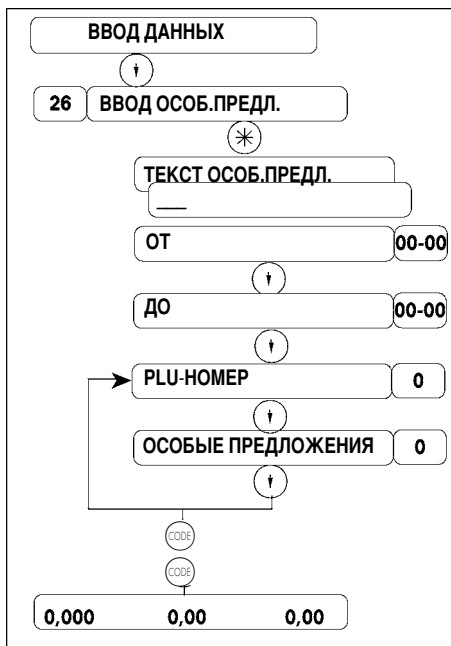 ВВОД ДАННЫХ
26 ВВОД ОСОБ.ПРЕДЛ.
ТЕКСТ ОСОБ.ПРЕДЛ.
ОТ 00-00
ДО 00-00
PLU-НОМЕР 0
ОСОБЫЕ ПРЕДЛОЖЕНИЯ 0
CODE
CODE
0,000 0,00 0,00